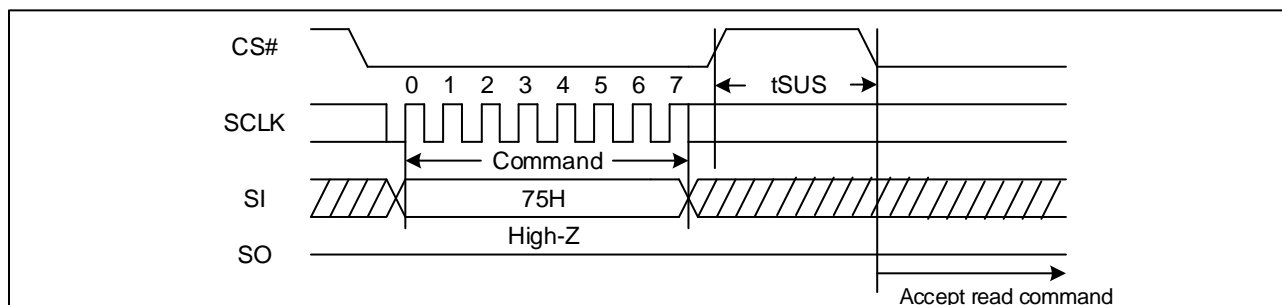 CS#
tSUS
0 1 2 3 4 5 6 7
SCLK
Command
SI
75H
High-Z
SO
Accept read command